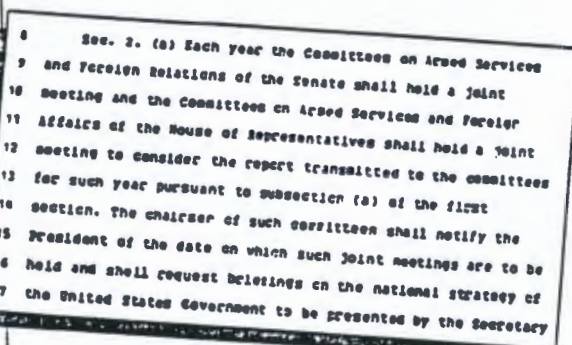 8 Sec. 2. (a) Each year the Committees on Armed Services
9 and Foreign Relations of the Senate shall hold a joint
10 meeting and the Committees on Armed Services and Foreign
11 Affairs of the House of Representatives shall hold a joint
12 meeting to consider the report transmitted to the committees
13 for such year pursuant to subsection (a) of the first
14 section. The chairmen of such committees shall notify the
15 President of the date on which such joint meetings are to be
6 held and shall request briefings on the national strategy of
7 the United States Government to be presented by the Secretary